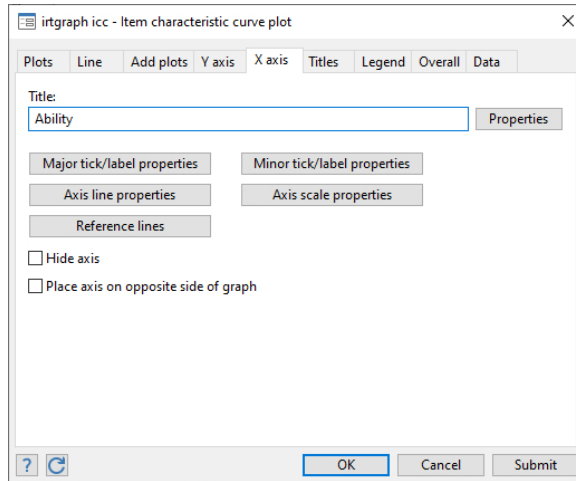 irtgraph icc - Item characteristic curve plot
Plots Line Add plots Y axis X axis Titles Legend Overall Data
Title:
Ability Properties
Major tick/label properties Minor tick/label properties
Axis line properties Axis scale properties
Reference lines
Hide axis
Place axis on opposite side of graph
? OK Cancel Submit